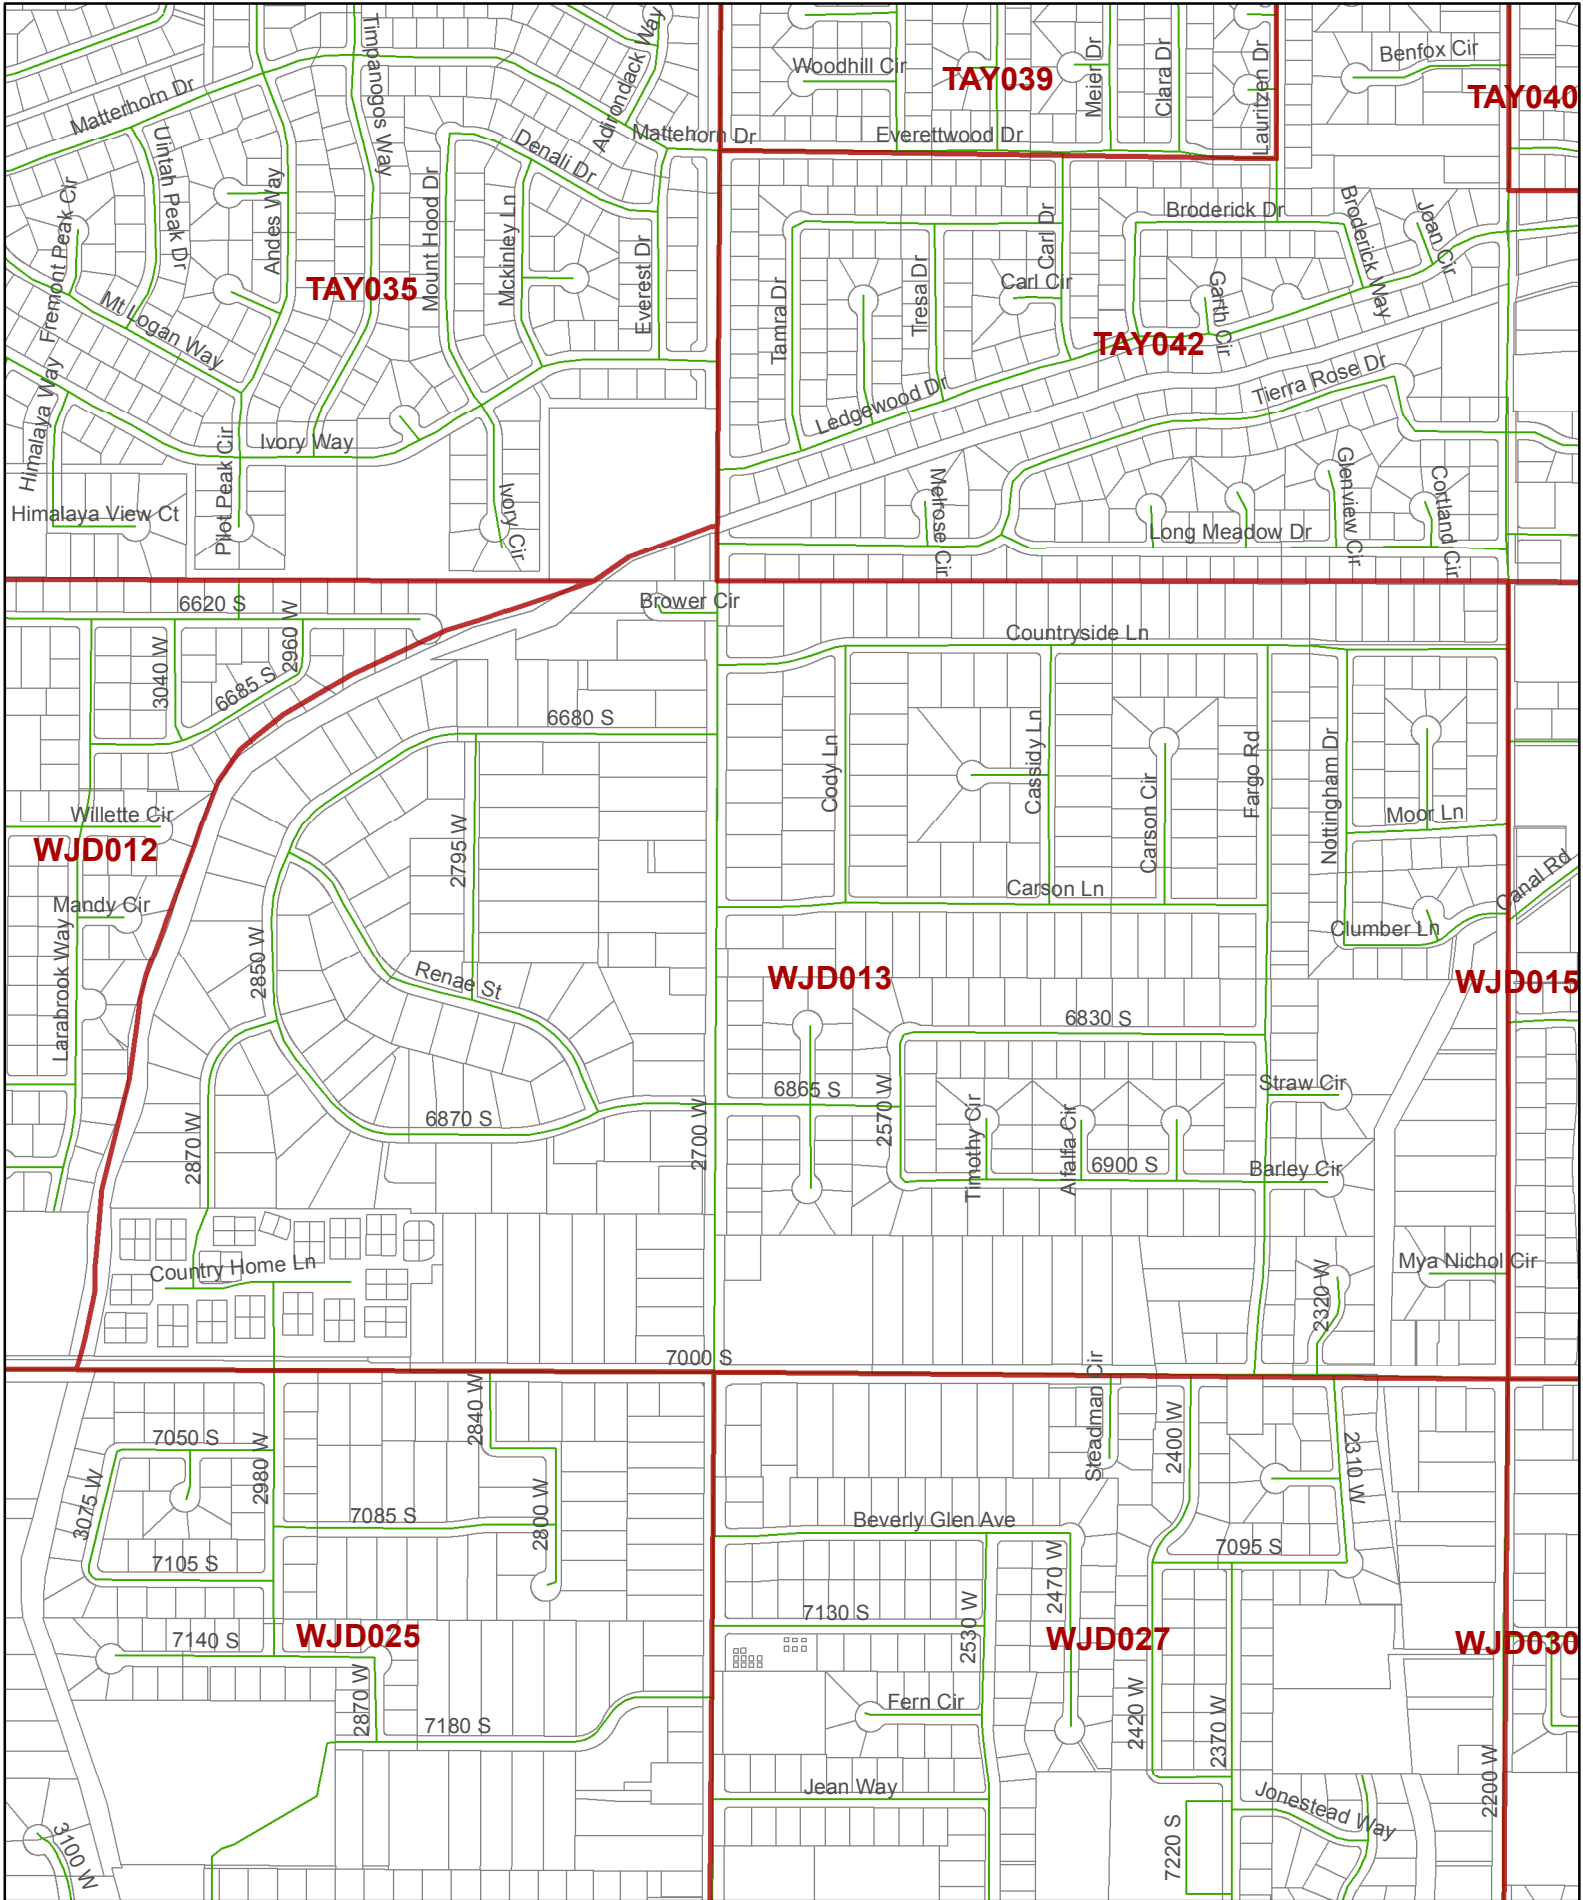 Matterhorn Dr
Timpanogos Way
Adirondack Way
Woodhill Cir
TAY039
Meier Dr
Clara Dr
Lauritzen Dr
Benfox Cir
TAY040
Everettwood Dr
Mattehorn Dr
Denali Dr
Uintah Peak Dr
Fremont Peak Cir
Andes Way
Mount Hood Dr
Mckinley Ln
Everest Dr
TAY035
Mt Logan Way
Himalaya Way
Broderick Dr
Broderick Way
Joan Cir
Carl Dr
Carl Cir
Tresa Dr
Tamra Dr
Garth Cir
TAY042
Ledgewood Dr
Tierra Rose Dr
Ivory Way
Pilot Peak Cir
Himalaya View Ct
Ivory Cir
Melrose Cir
Long Meadow Dr
Glenview Cir
Cortland Cir
6620 S
2960 W
3040 W
6685 S
Brower Cir
Countryside Ln
6680 S
Cody Ln
Cassidy Ln
Carson Cir
Fargo Rd
Nottingham Dr
Moor Ln
Willette Cir
WJD012
2795 W
Mandy Cir
Larabrook Way
Carson Ln
Canal Rd
Clumber Ln
2850 W
Renae St
WJD013
WJD015
6830 S
6865 S
Straw Cir
2570 W
2700 W
6870 S
2870 W
Timothy Cir
Alfalfa Cir
6900 S
Barley Cir
Country Home Ln
Mya Nichol Cir
2320 W
7000 S
Steadman Cir
2840 W
2400 W
7050 S
2980 W
3075 W
2310 W
7085 S
2800 W
Beverly Glen Ave
7105 S
2470 W
7095 S
7130 S
2530 W
7140 S
WJD025
WJD027
WJD030
2870 W
7180 S
Fern Cir
2420 W
2370 W
Jean Way
2200 W
Jonestead Way
7220 S
3100 W